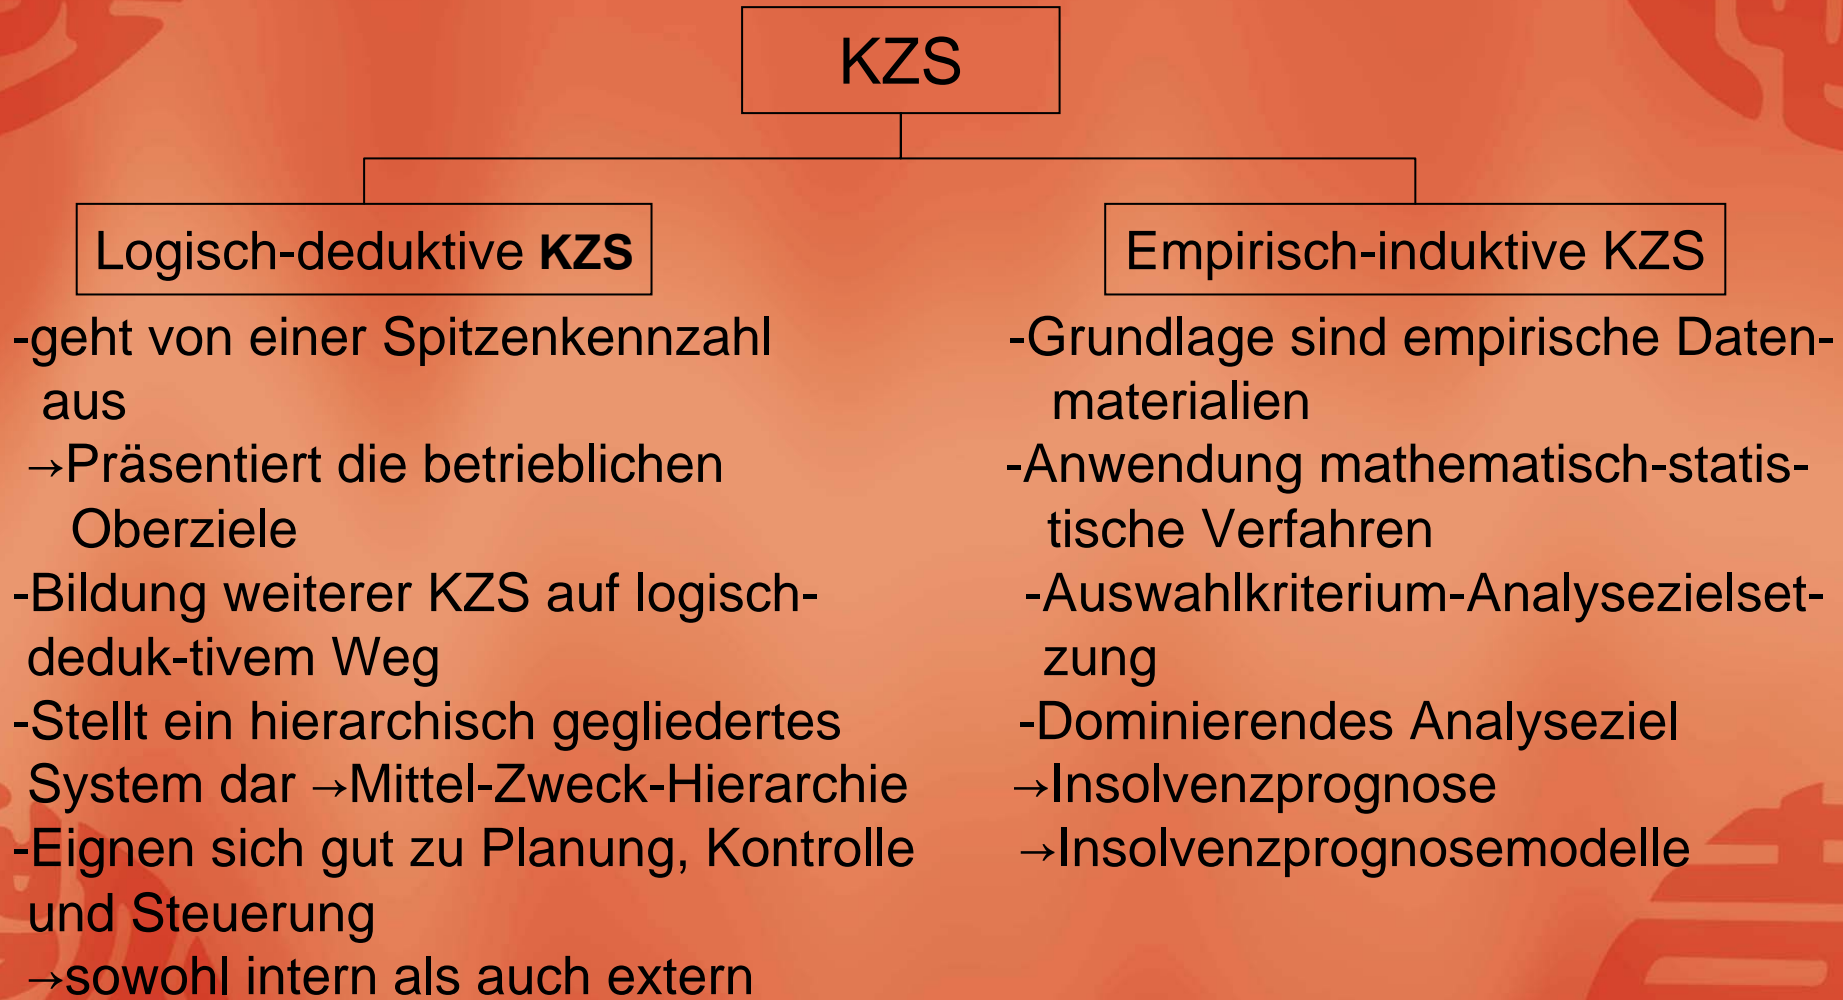 KZS
Logisch-deduktive KZS
-geht von einer Spitzenkennzahl
aus
→Präsentiert die betrieblichen
Oberziele
-Bildung weiterer KZS auf logisch-
deduk-tivem Weg
-Stellt ein hierarchisch gegliedertes
System dar →Mittel-Zweck-Hierarchie
-Eignen sich gut zu Planung, Kontrolle
und Steuerung
→sowohl intern als auch extern
Empirisch-induktive KZS
-Grundlage sind empirische Daten-
materialien
-Anwendung mathematisch-statis-
tische Verfahren
-Auswahlkriterium-Analysezielset-
zung
-Dominierendes Analyseziel
→Insolvenzprognose
→Insolvenzprognosemodelle